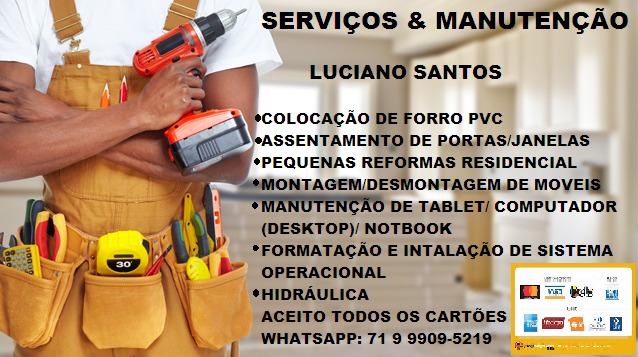 SERVIÇOS & MANUTENÇÃO
LUCIANO SANTOS
•COLOCAÇÃO DE FORRO PVC
•ASSENTAMENTO DE PORTAS/JANELAS
•PEQUENAS REFORMAS RESIDENCIAL
•MONTAGEM/DESMONTAGEM DE MOVEIS
•MANUTENÇÃO DE TABLET/ COMPUTADOR
(DESKTOP)/ NOTBOOK
•FORMATAÇÃO E INTALAÇÃO DE SISTEMA
OPERACIONAL
•HIDRÁULICA
ACEITO TODOS OS CARTÕES
WHATSAPP: 71 9 9909-5219
30'
VISA